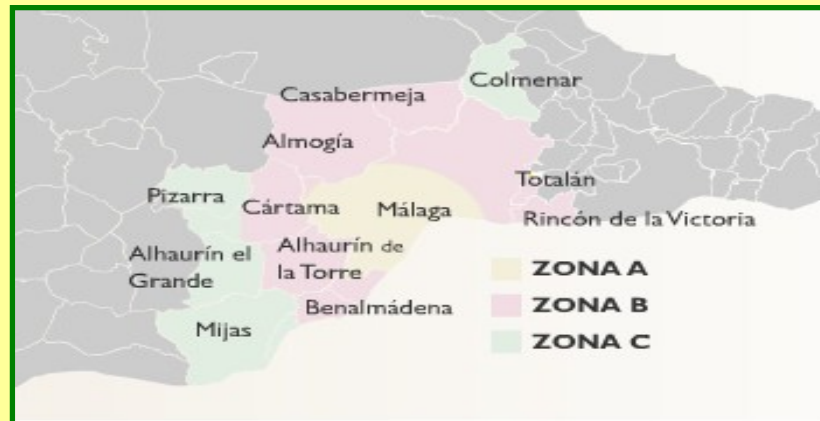 Colmenar
Casabermeja
Almogía
Totalán
Pizarra
Cártama
Málaga
Rincón de la Victoria
Alhaurín el
Grande
Alhaurín de
la Torre
Benalmádena
Mijas
ZONA A
ZONA B
ZONA C